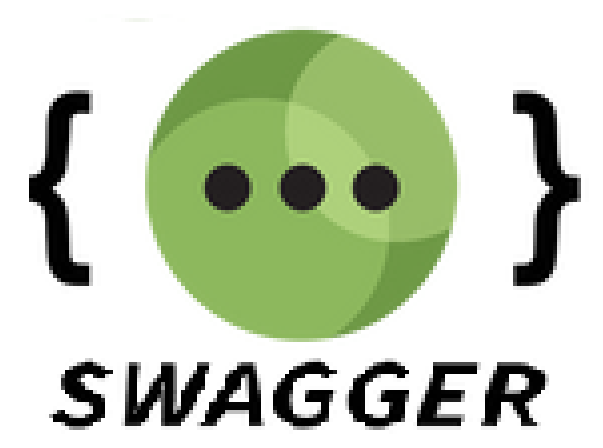 { ••• }
SWAGGER